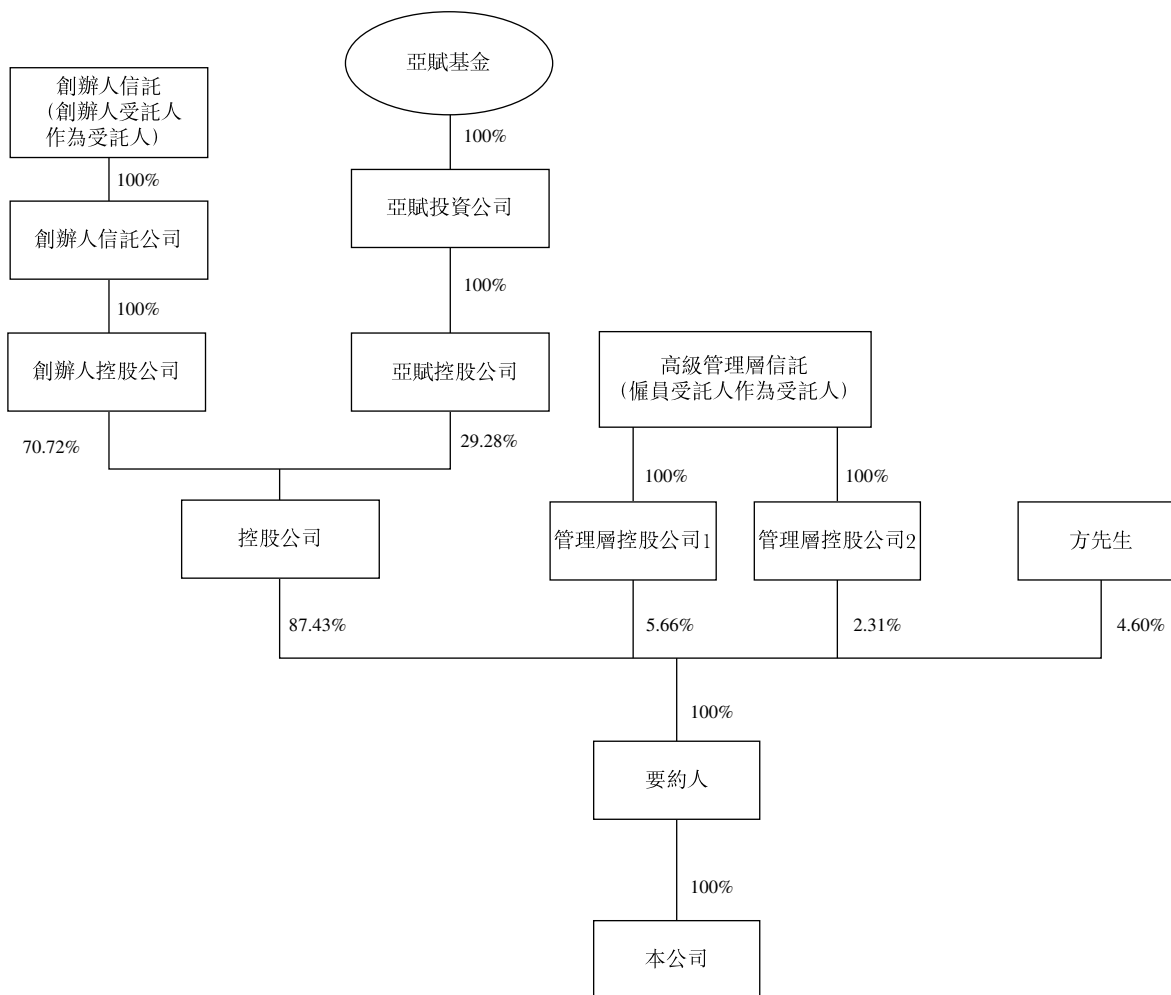 亞賦基金
創辦人信託
（創辦人受託人
作為受託人）
100%
100%
亞賦投資公司
創辦人信託公司
100%
100%
創辦人控股公司
亞賦控股公司
高級管理層信託
（僱員受託人作為受託人）
70.72%
29.28%
100%
100%
控股公司
管理層控股公司1
管理層控股公司2
方先生
87.43%
5.66%
2.31%
4.60%
100%
要約人
100%
本公司